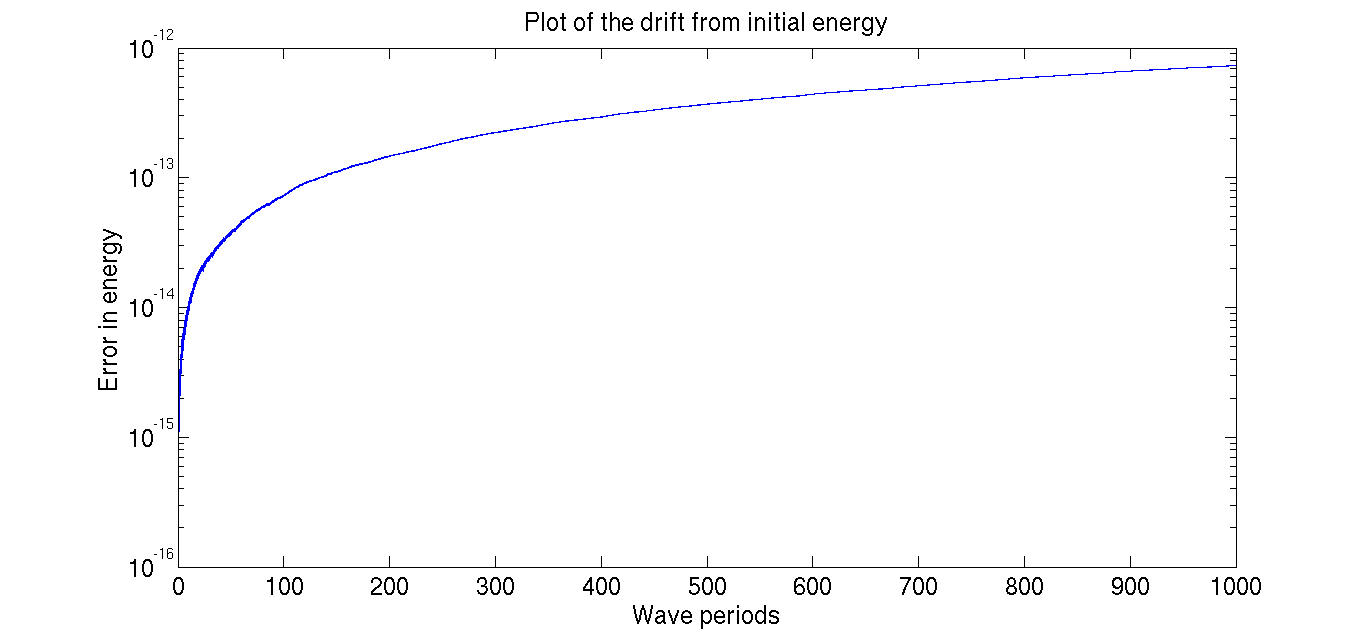 Plot of the drift from initial energy
10^-12
10^-13
10^-14
10^-15
10^-16
Error in energy
0 100 200 300 400 500 600 700 800 900 1000
Wave periods